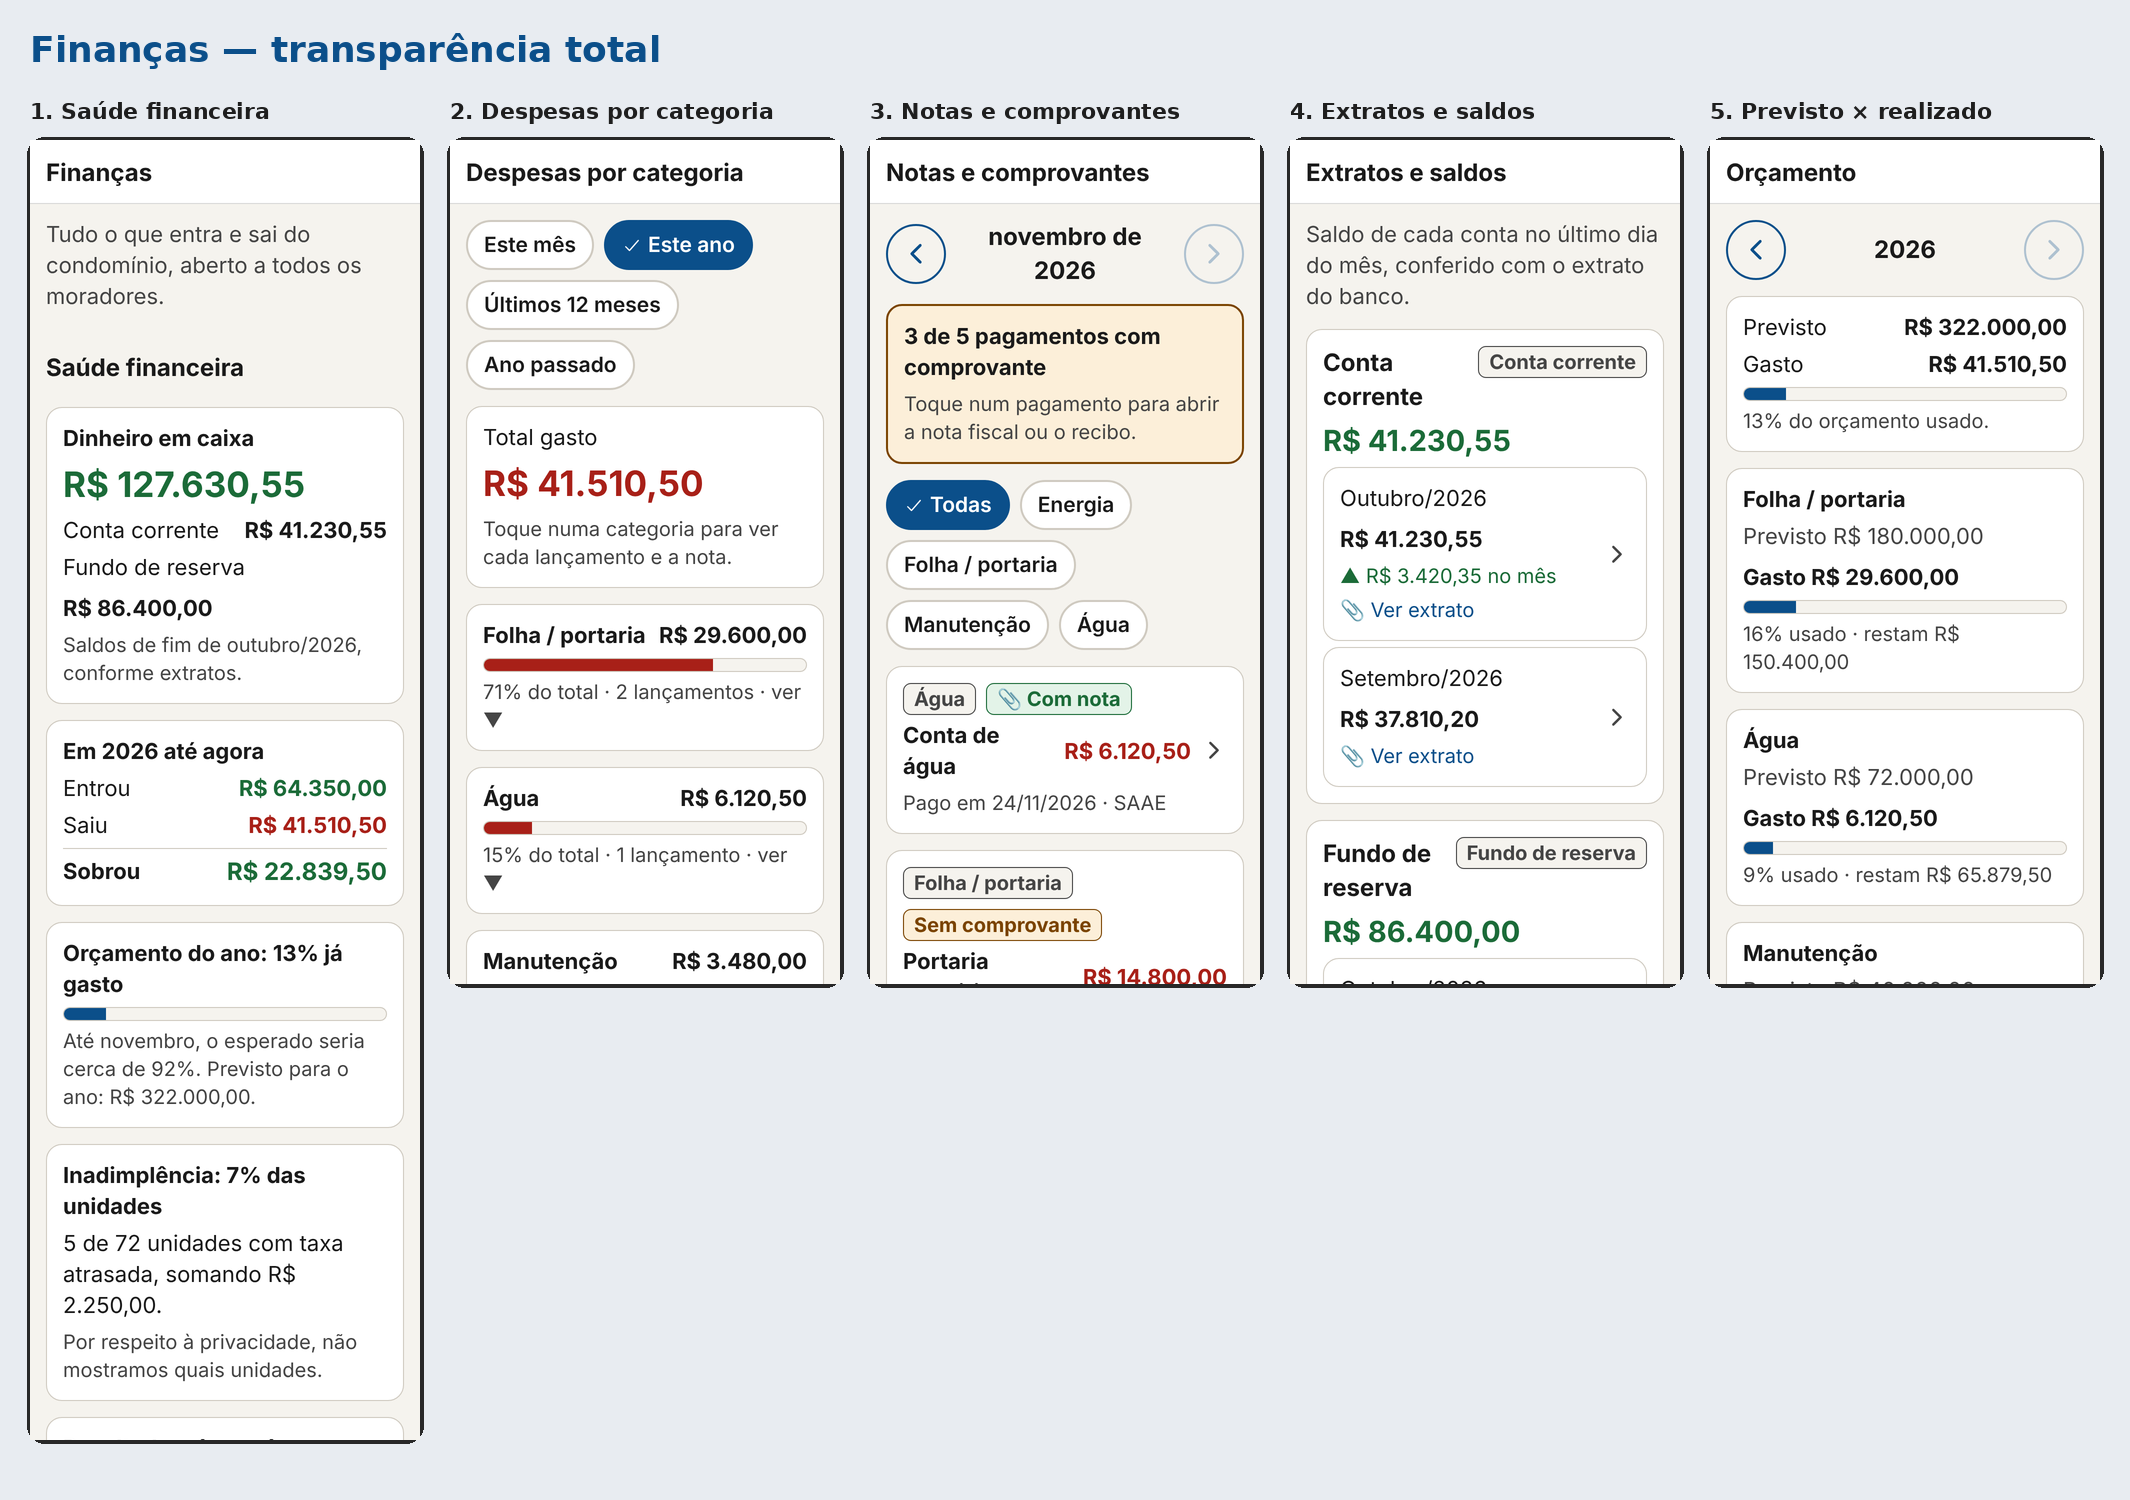 Finanças — transparência total
1. Saúde financeira
Finanças
Tudo o que entra e sai do
condomínio, aberto a todos os
moradores.
Saúde financeira
Dinheiro em caixa
R$ 127.630,55
Conta corrente R$ 41.230,55
Fundo de reserva
R$ 86.400,00
Saldos de fim de outubro/2026,
conforme extratos.
Em 2026 até agora
Entrou R$ 64.350,00
Saiu R$ 41.510,50
Sobrou R$ 22.839,50
Orçamento do ano: 13% já
gasto
Até novembro, o esperado seria
cerca de 92%. Previsto para o
ano: R$ 322.000,00.
Inadimplência: 7% das
unidades
5 de 72 unidades com taxa
atrasada, somando R$
2.250,00.
Por respeito à privacidade, não
mostramos quais unidades.
2. Despesas por categoria
Despesas por categoria
Este mês ✓ Este ano
Últimos 12 meses
Ano passado
Total gasto
R$ 41.510,50
Toque numa categoria para ver
cada lançamento e a nota.
Folha / portaria R$ 29.600,00
71% do total · 2 lançamentos · ver
▼
Água R$ 6.120,50
15% do total · 1 lançamento · ver
▼
Manutenção R$ 3.480,00
3. Notas e comprovantes
Notas e comprovantes
novembro de
2026
3 de 5 pagamentos com
comprovante
Toque num pagamento para abrir
a nota fiscal ou o recibo.
✓ Todas Energia
Folha / portaria
Manutenção Água
Água 📎 Com nota
Conta de
água
R$ 6.120,50
Pago em 24/11/2026 · SAAE
Folha / portaria
Sem comprovante
Portaria
R$ 14.800,00
4. Extratos e saldos
Extratos e saldos
Saldo de cada conta no último dia
do mês, conferido com o extrato
do banco.
Conta
corrente
Conta corrente
R$ 41.230,55
Outubro/2026
R$ 41.230,55
▲ R$ 3.420,35 no mês
📎 Ver extrato
Setembro/2026
R$ 37.810,20
📎 Ver extrato
Fundo de
reserva
Fundo de reserva
R$ 86.400,00
5. Previsto × realizado
Orçamento
2026
Previsto R$ 322.000,00
Gasto R$ 41.510,50
13% do orçamento usado.
Folha / portaria
Previsto R$ 180.000,00
Gasto R$ 29.600,00
16% usado · restam R$
150.400,00
Água
Previsto R$ 72.000,00
Gasto R$ 6.120,50
9% usado · restam R$ 65.879,50
Manutenção